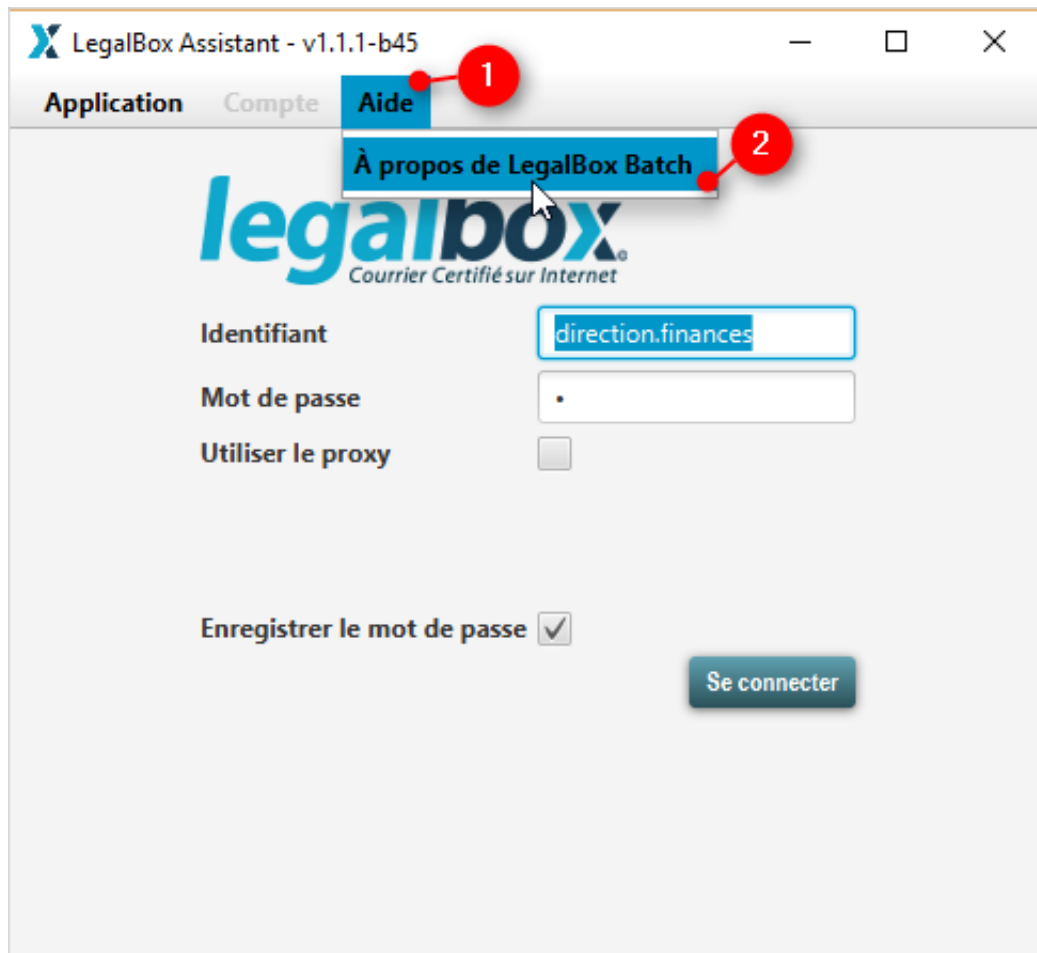 LegalBox Assistant - v1.1.1-b45
1
Application Compte Aide
À propos de LegalBox Batch
2
legalbox
Courrier Certifié sur Internet
Identifiant direction.finances
Mot de passe •
Utiliser le proxy
Enregistrer le mot de passe
Se connecter